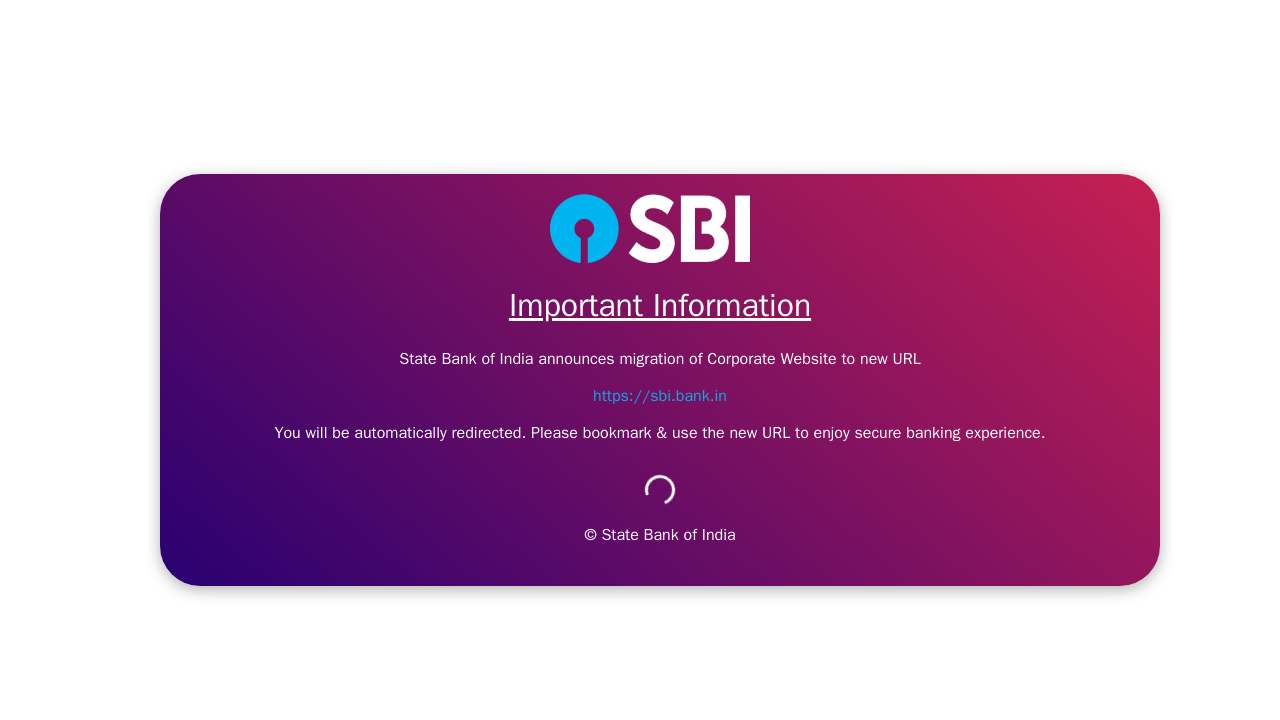 SBI
Important Information
State Bank of India announces migration of Corporate Website to new URL
https://sbi.bank.in
You will be automatically redirected. Please bookmark & use the new URL to enjoy secure banking experience.
© State Bank of India